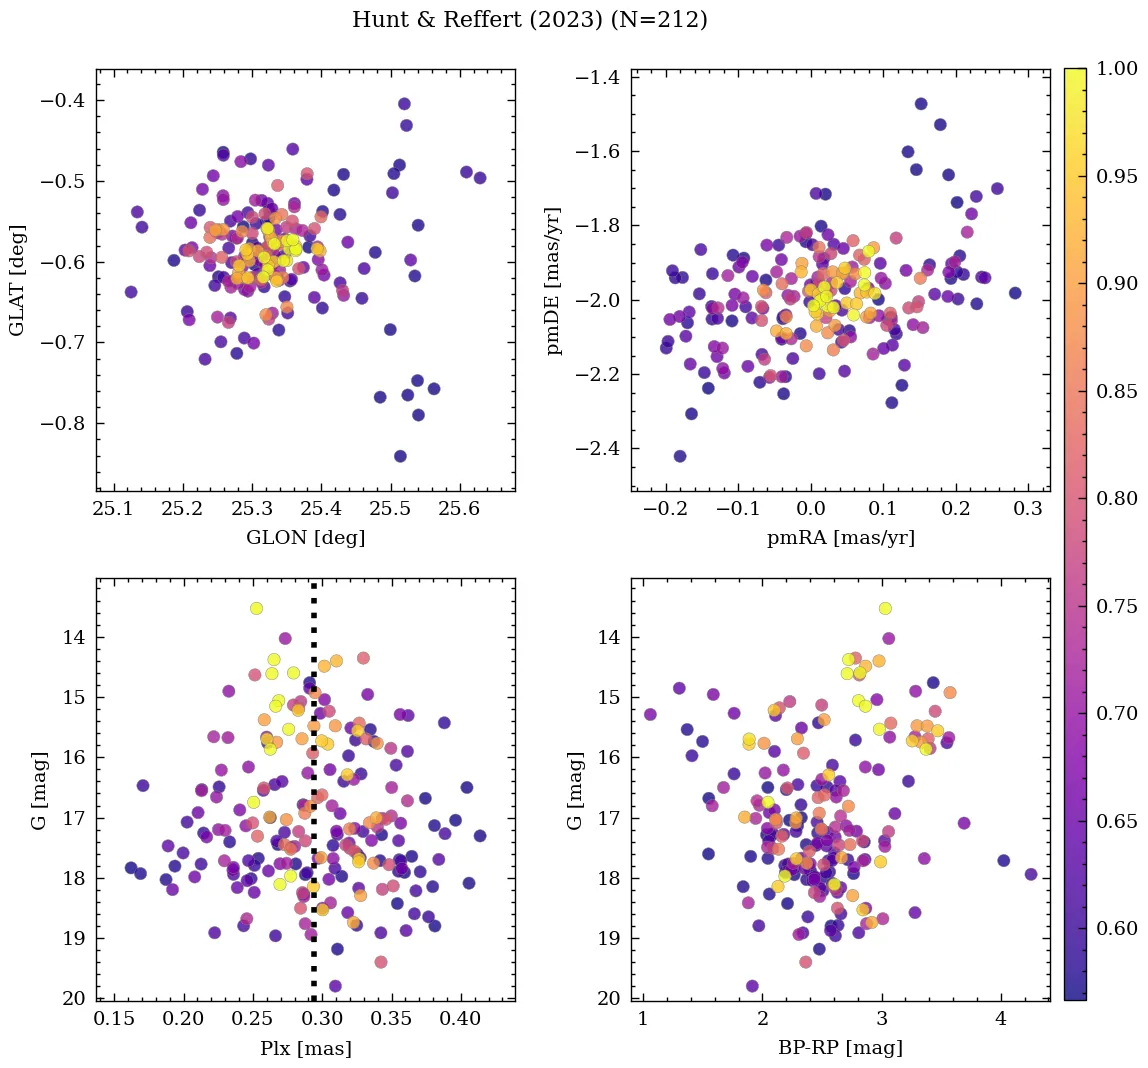 Hunt & Reffert (2023) (N=212)
−0.4
−0.5
−0.6
−0.7
−0.8
GLAT [deg]
25.1 25.2 25.3 25.4 25.5 25.6
GLON [deg]
−1.4
−1.6
−1.8
−2.0
−2.2
−2.4
pmDE [mas/yr]
−0.2 −0.1 0.0 0.1 0.2 0.3
pmRA [mas/yr]
1.00
0.95
0.90
0.85
0.80
0.75
0.70
0.65
0.60
14
15
16
17
18
19
20
G [mag]
0.15 0.20 0.25 0.30 0.35 0.40
Plx [mas]
14
15
16
17
18
19
20
G [mag]
1 2 3 4
BP-RP [mag]